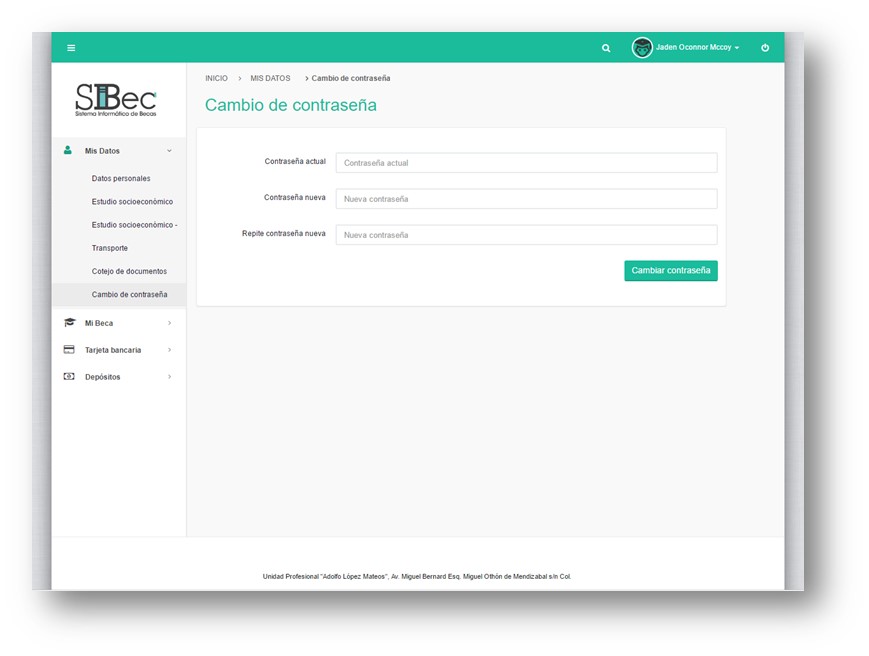 Jaden Oconnor Mccoy
SIBec
Sistema Informático de Becas
INICIO > MIS DATOS > Cambio de contraseña
Cambio de contraseña
Mis Datos
Datos personales
Estudio socioeconómico
Estudio socioeconómico -
Transporte
Cotejo de documentos
Cambio de contraseña
Mi Beca
Tarjeta bancaria
Depósitos
Contraseña actual
Contraseña actual
Contraseña nueva
Nueva contraseña
Repite contraseña nueva
Nueva contraseña
Cambiar contraseña
Unidad Profesional "Adolfo López Mateos", Av. Miguel Bernard Esq. Miguel Othón de Mendizabal s/n Col.